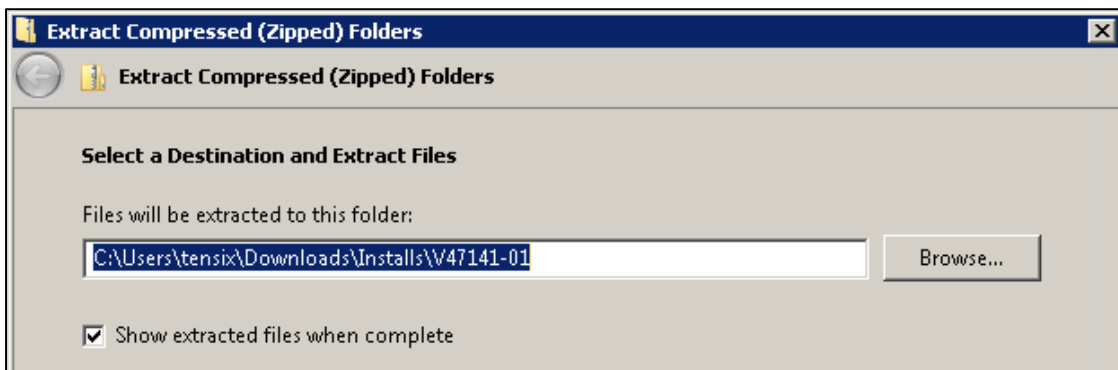 Extract Compressed (Zipped) Folders
Extract Compressed (Zipped) Folders
Select a Destination and Extract Files
Files will be extracted to this folder:
C:\Users\tensix\Downloads\Installs\V47141-01
Browse...
Show extracted files when complete